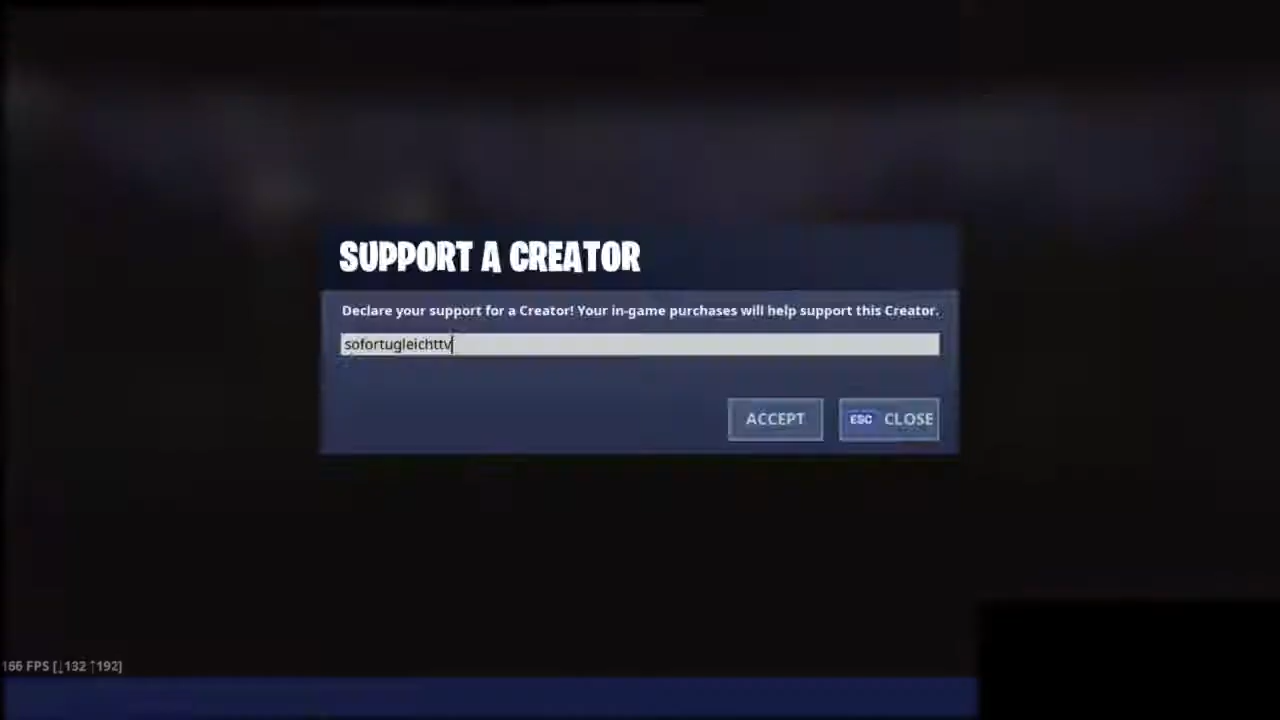 SUPPORT A CREATOR
Declare your support for a Creator! Your in-game purchases will help support this Creator.
sofortugleichttv
ACCEPT
ESC CLOSE
166 FPS [↓132 ↑192]